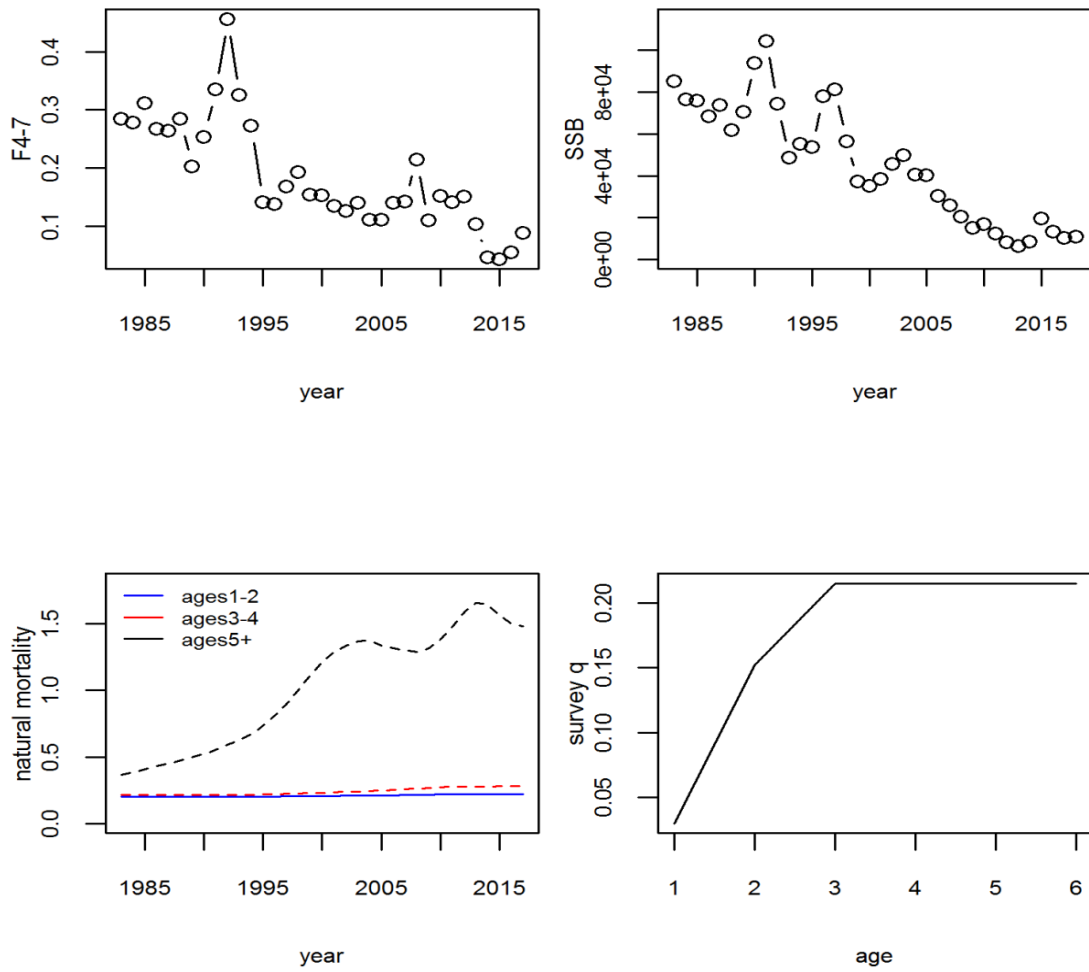 F4-7
0.1 0.2 0.3 0.4
1985 1995 2005 2015
year
SSB
0e+00 4e+04 8e+04
1985 1995 2005 2015
year
natural mortality
0.0 0.5 1.0 1.5
ages1-2
ages3-4
ages5+
1985 1995 2005 2015
year
survey q
0.05 0.10 0.15 0.20
1 2 3 4 5 6
age